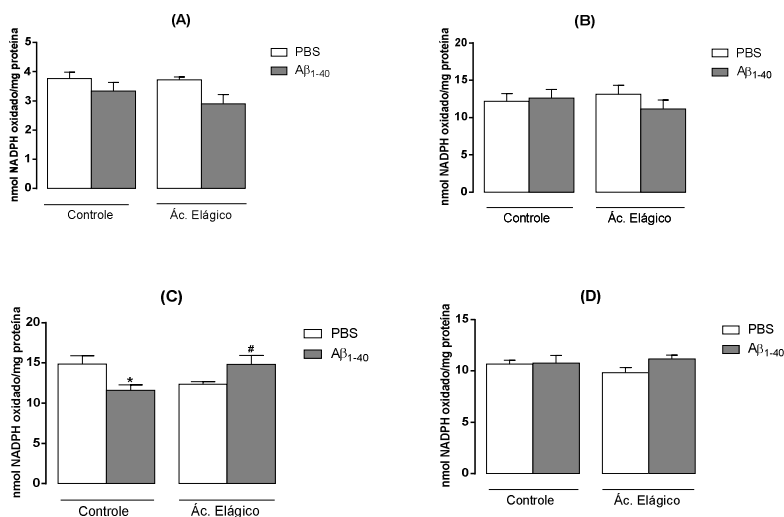 (A)
nmol NADPH oxidado/mg proteína
5
4
3
2
1
0
Controle
Ác. Elágico
PBS
Aβ1-40
(B)
nmol NADPH oxidado/mg proteína
20
15
10
5
0
Controle
Ác. Elágico
PBS
Aβ1-40
(C)
nmol NADPH oxidado/mg proteína
20
15
10
5
0
*
#
Controle
Ác. Elágico
PBS
Aβ1-40
(D)
nmol NADPH oxidado/mg proteína
15
10
5
0
Controle
Ác. Elágico
PBS
Aβ1-40